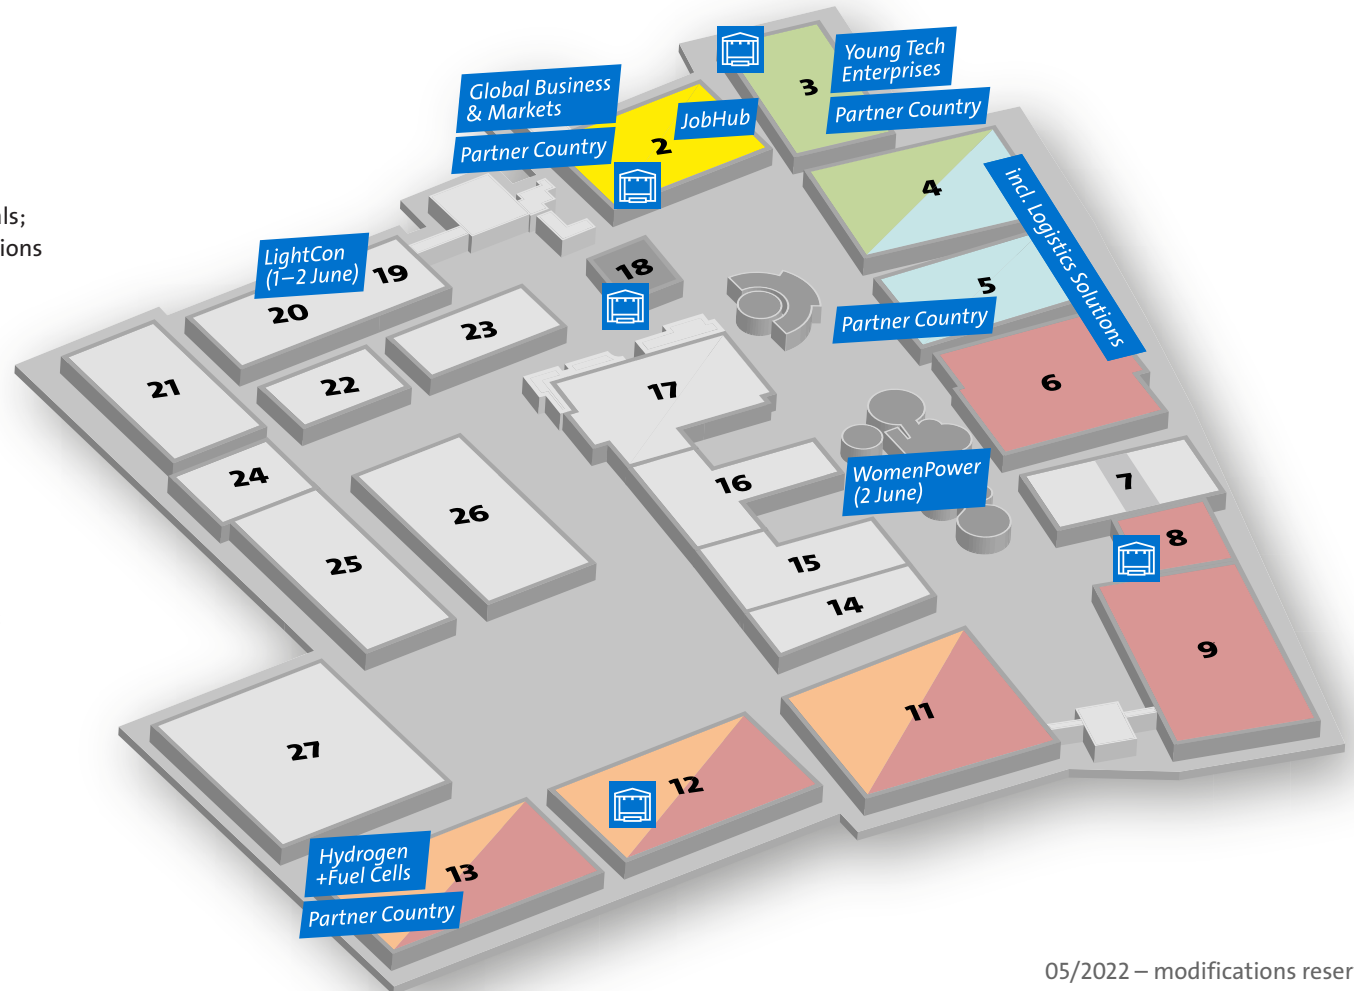 3
Young Tech
Enterprises
Partner Country
Global Business
& Markets
Partner Country
JobHub
2
4
incl. Logistics Solutions
ls;
ions
LightCon
(1–2 June)
19
20
18
5
Partner Country
23
22
21
17
6
24
16
WomenPower
(2 June)
7
26
8
25
15
14
9
11
27
12
Hydrogen
+Fuel Cells
13
Partner Country
05/2022 – modifications reser